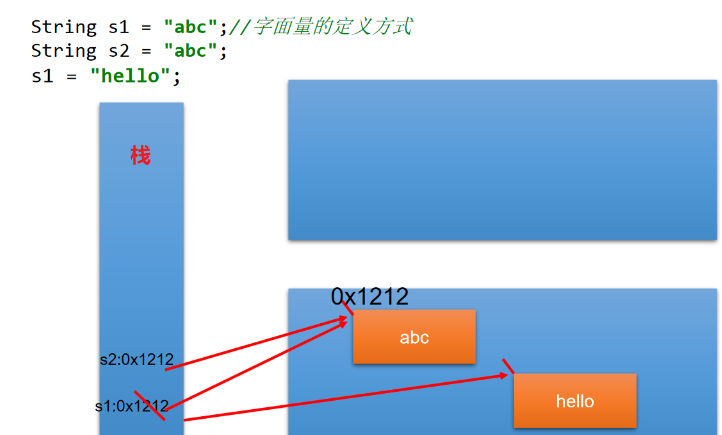 String s1 = "abc";//字面量的定义方式
String s2 = "abc";
s1 = "hello";
栈
0x1212
abc
s2:0x1212
hello
s1:0x1212